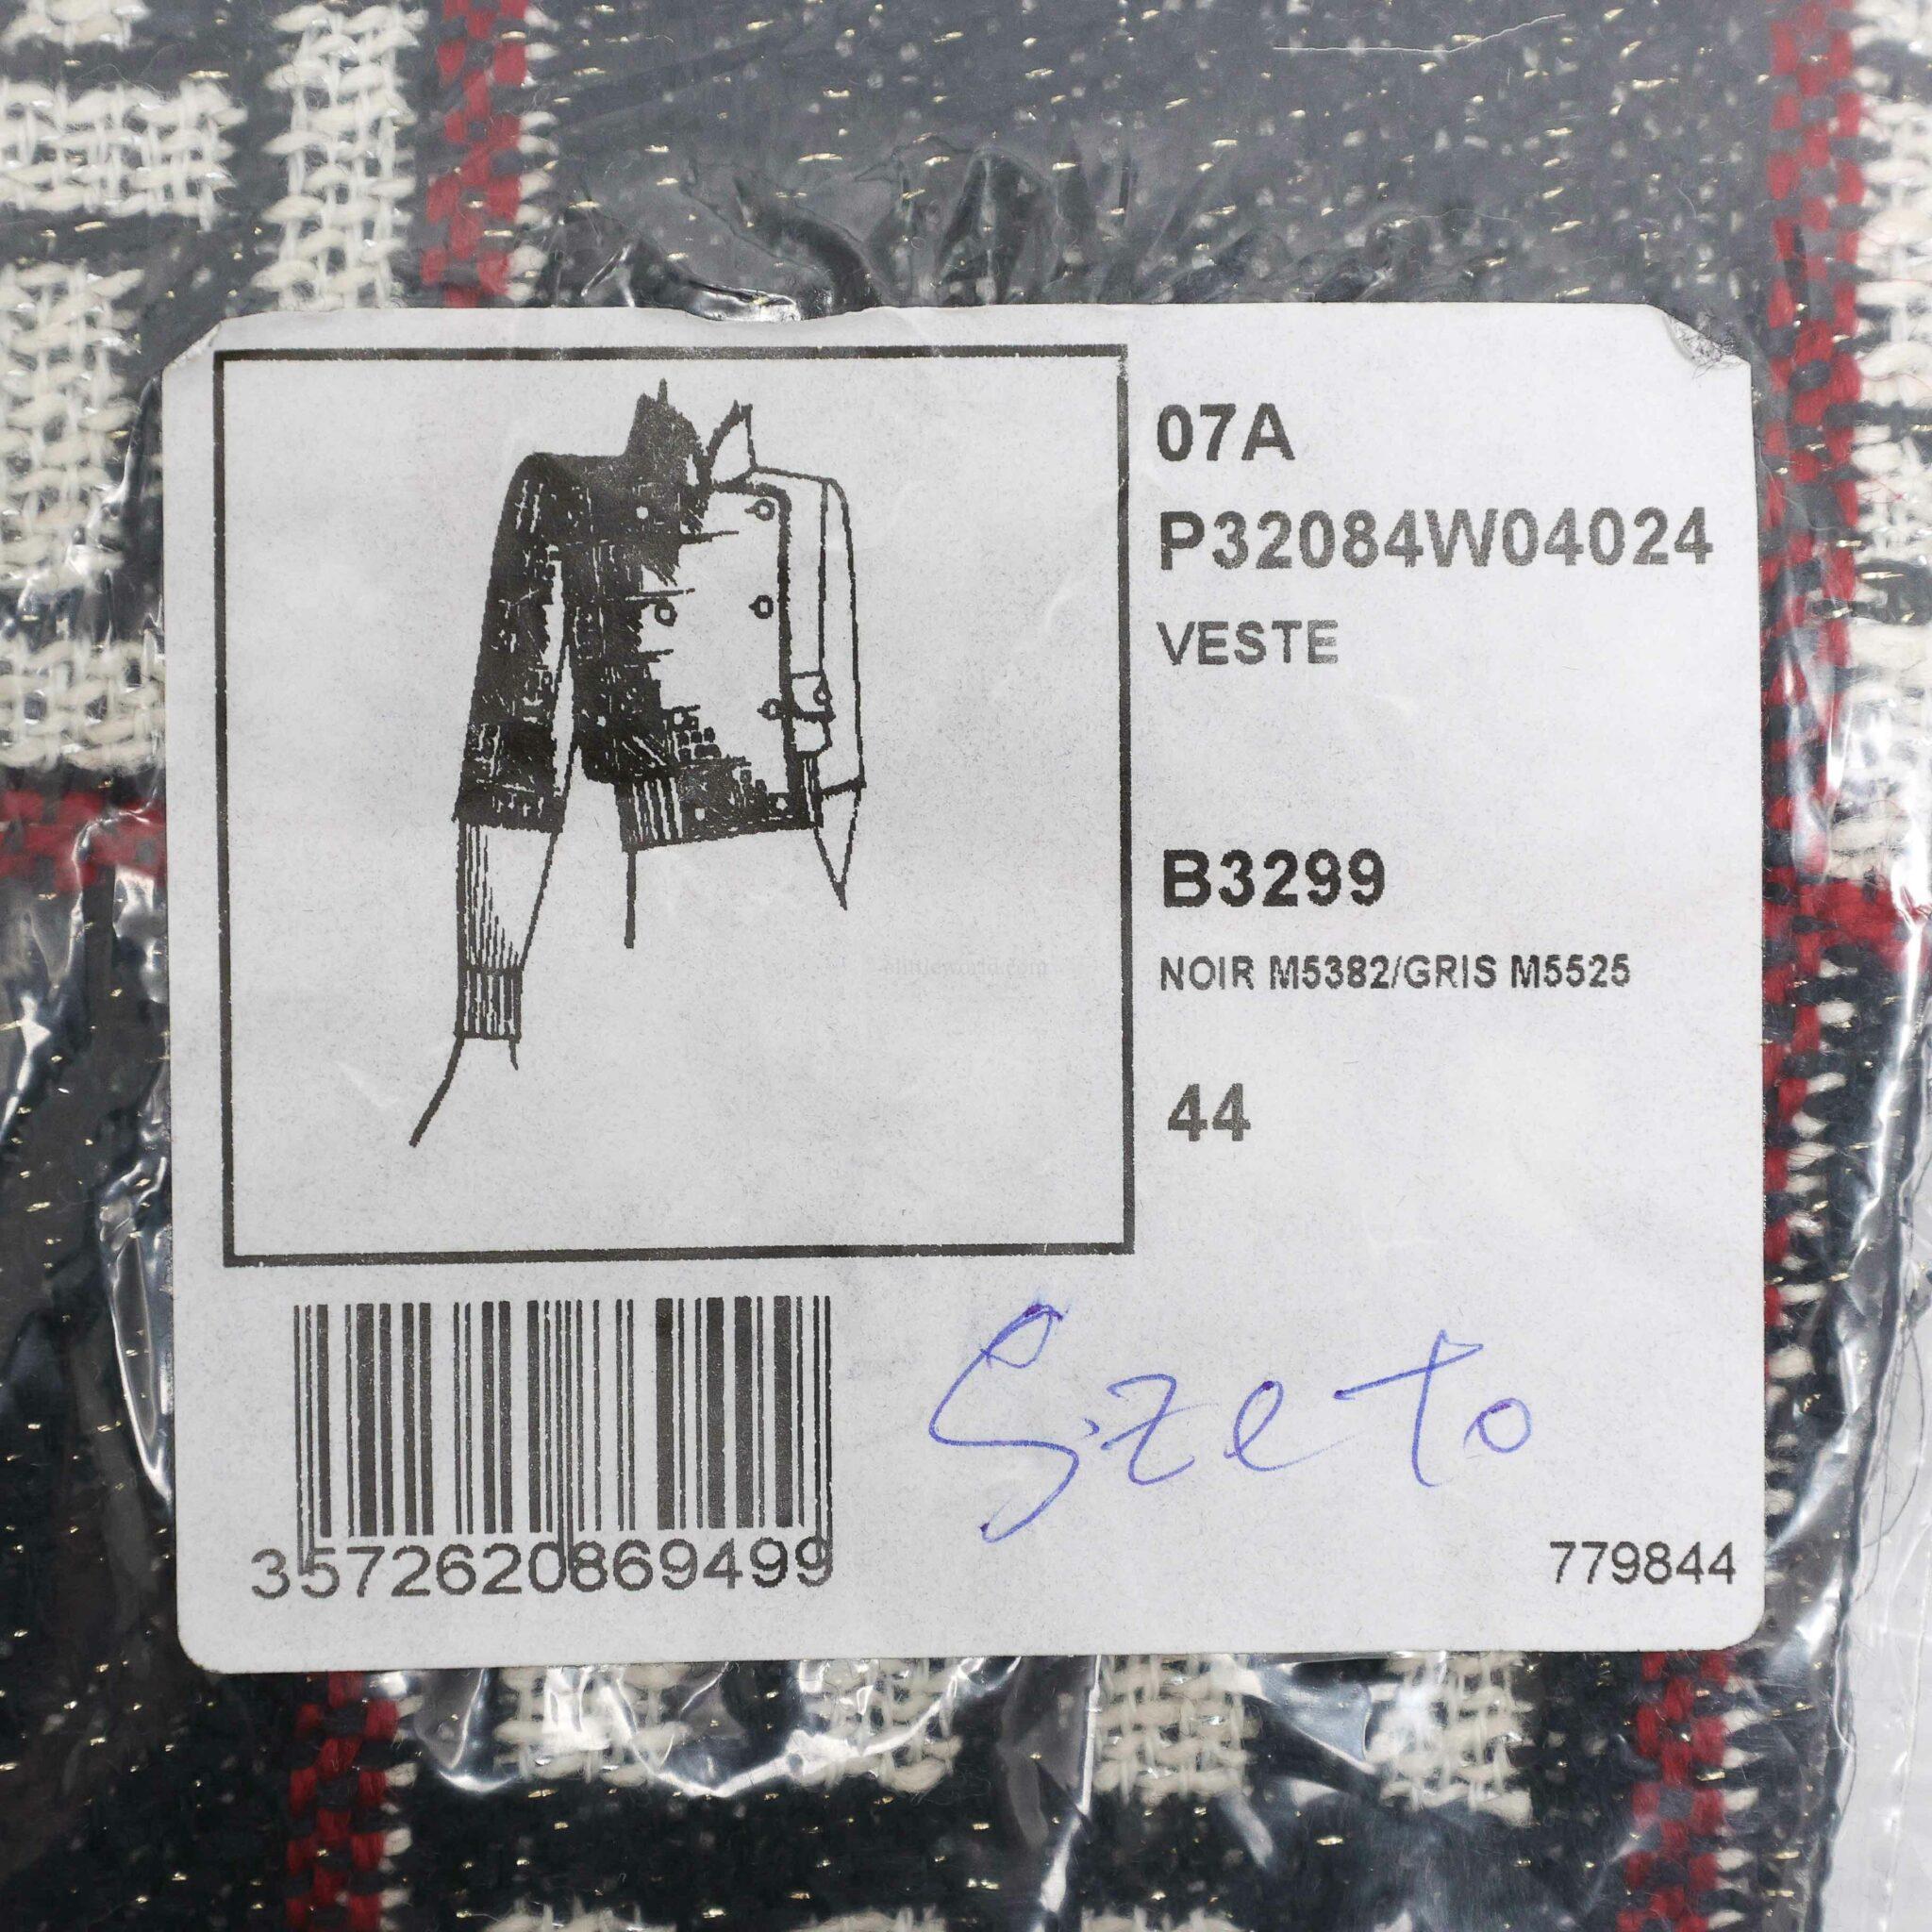 07A
P32084W04024
VESTE
B3299
NOIR M5382/GRIS M5525
44
Szeto
3572620869499
779844